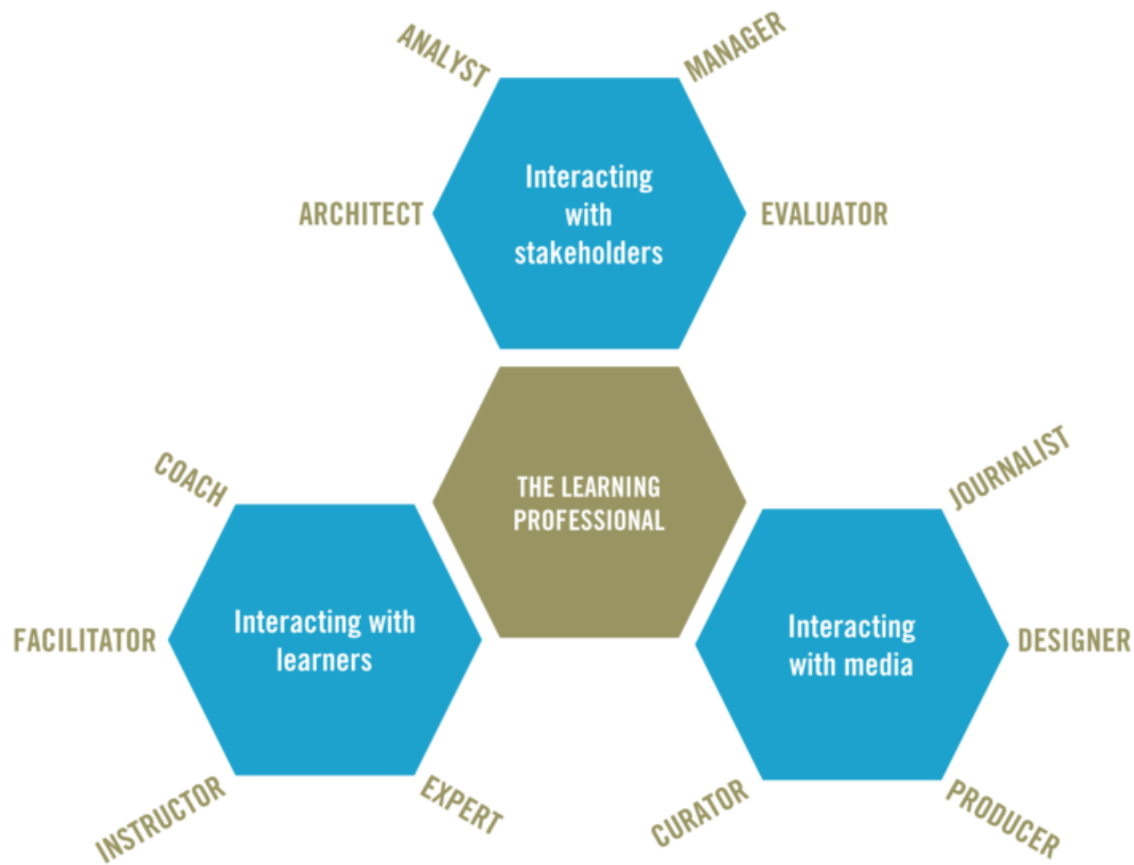 ANALYST
MANAGER
ARCHITECT
Interacting
with
stakeholders
EVALUATOR
THE LEARNING
PROFESSIONAL
COACH
FACILITATOR
Interacting with
learners
INSTRUCTOR
EXPERT
JOURNALIST
Interacting
with media
DESIGNER
CURATOR
PRODUCER